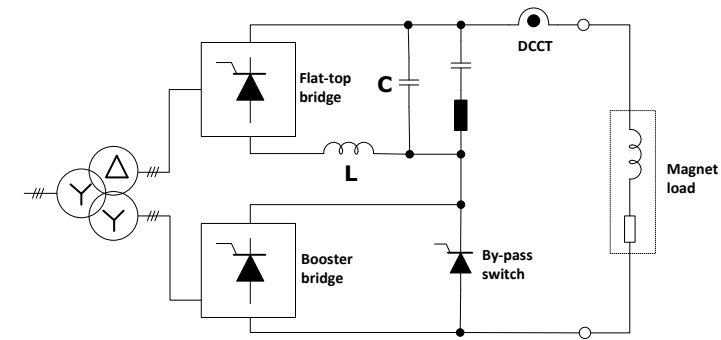 DCCT
Flat-top
bridge
C
L
Magnet
load
Booster
bridge
By-pass
switch